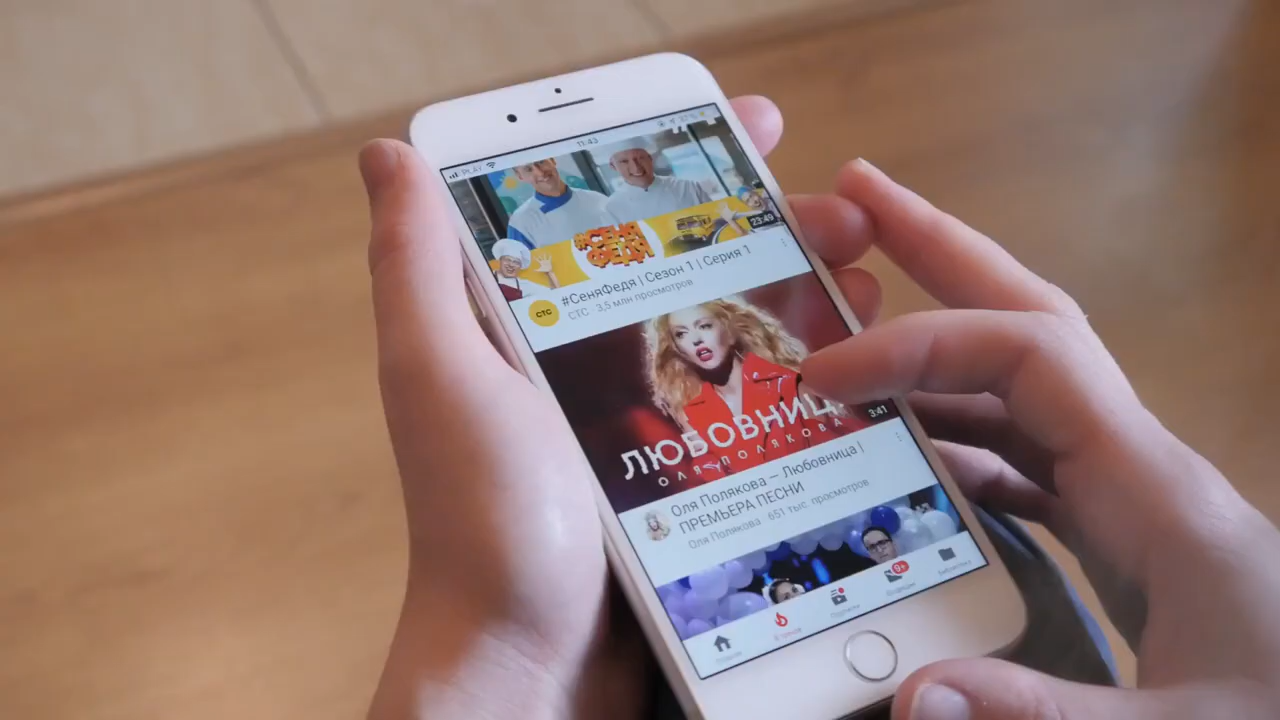 PLAY
11:43
#СЕНЯ
ФЕДЯ
23:49
СТС
#СеняФедя | Сезон 1 | Серия 1
СТС · 3,5 млн просмотров
ЛЮБОВНИЦ
ОЛЯ ПОЛЯКОВА
3:41
Оля Полякова — Любовница |
ПРЕМЬЕРА ПЕСНИ
Оля Полякова · 651 тыс. просмотров
9+